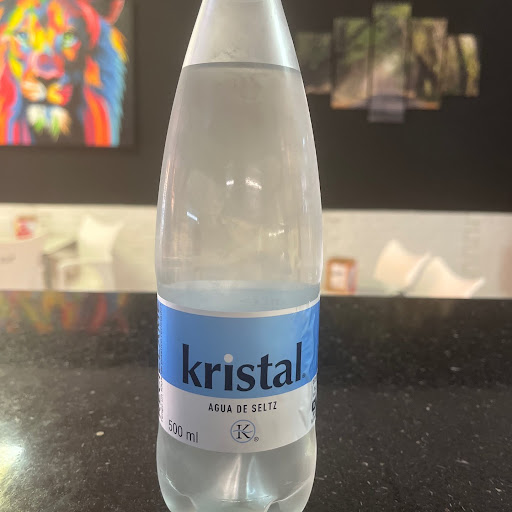 kristal
AGUA DE SELTZ
500 ml
K ®